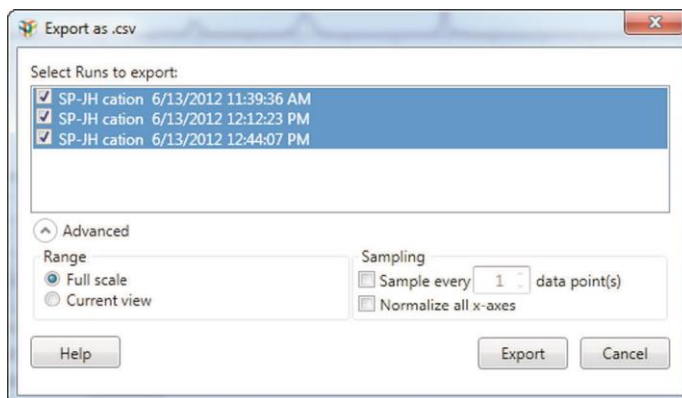 Export as .csv
Select Runs to export:
SP-JH cation 6/13/2012 11:39:36 AM
SP-JH cation 6/13/2012 12:12:23 PM
SP-JH cation 6/13/2012 12:44:07 PM
Advanced
Range
Full scale
Current view
Sampling
Sample every 1 data point(s)
Normalize all x-axes
Help
Export
Cancel